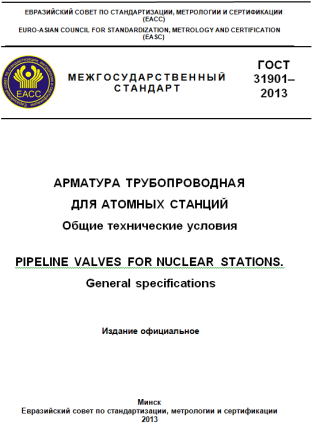 ЕВРАЗИЙСКИЙ СОВЕТ ПО СТАНДАРТИЗАЦИИ, МЕТРОЛОГИИ И СЕРТИФИКАЦИИ
(ЕАСС)
EURO-ASIAN COUNCIL FOR STANDARDIZATION, METROLOGY AND CERTIFICATION
(EASC)
ЕАСС
МЕЖГОСУДАРСТВЕННЫЙ
СТАНДАРТ
ГОСТ
31901–
2013
АРМАТУРА ТРУБОПРОВОДНАЯ
ДЛЯ АТОМНЫХ СТАНЦИЙ
Общие технические условия
PIPELINE VALVES FOR NUCLEAR STATIONS.
General specifications
Издание официальное
Минск
Евразийский совет по стандартизации, метрологии и сертификации
2013